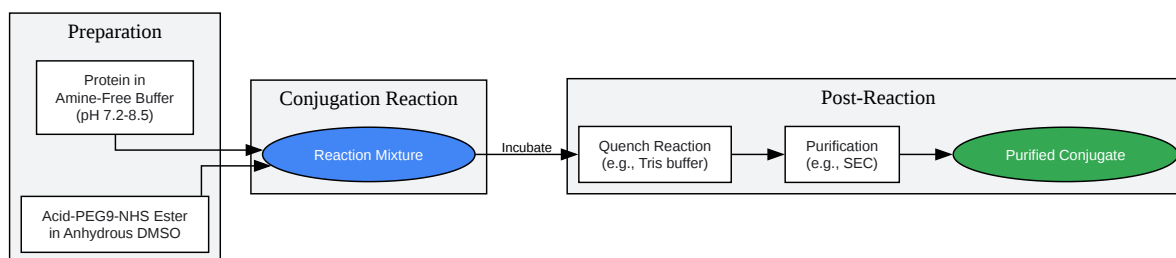 Preparation
Protein in
Amine-Free Buffer
(pH 7.2-8.5)
Acid-PEG9-NHS Ester
in Anhydrous DMSO
Conjugation Reaction
Reaction Mixture
Incubate
Post-Reaction
Quench Reaction
(e.g., Tris buffer)
Purification
(e.g., SEC)
Purified Conjugate